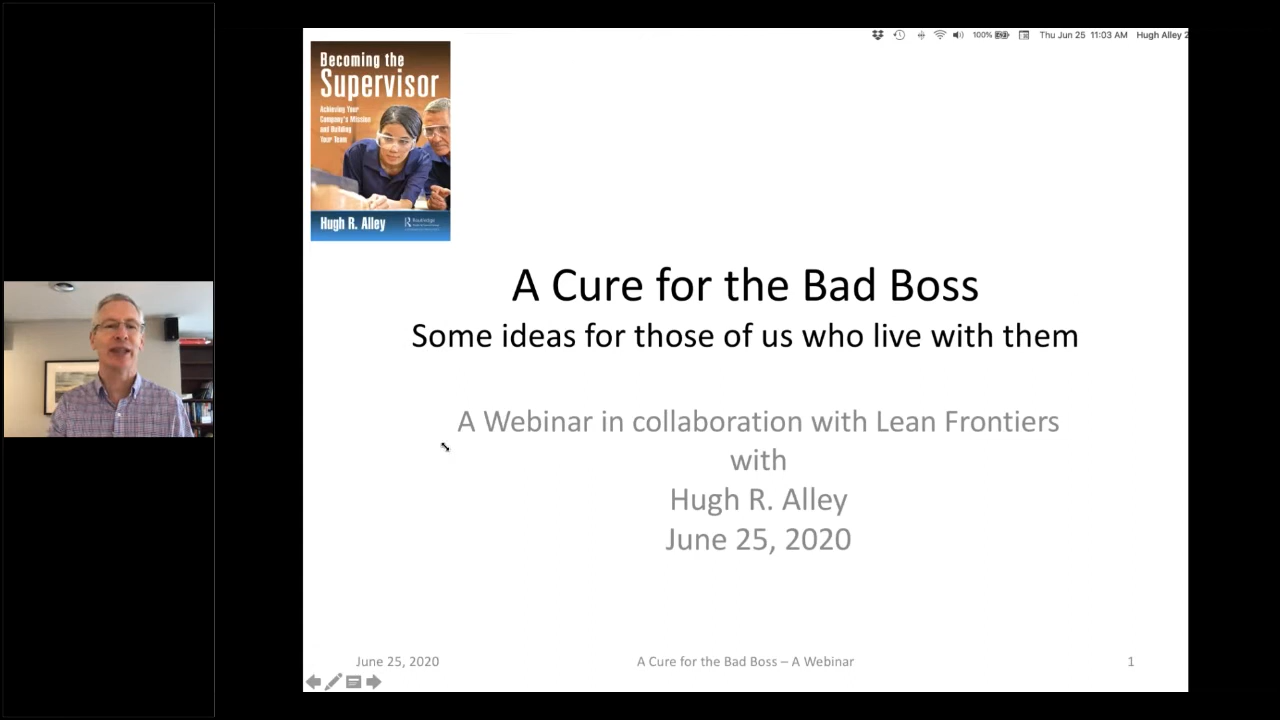 100% Thu Jun 25 11:03 AM Hugh Alley 2
Becoming the
Supervisor
Achieving Your
Company's Mission
and Building
Your Team
Hugh R. Alley
Routledge
A Cure for the Bad Boss
Some ideas for those of us who live with them
A Webinar in collaboration with Lean Frontiers
with
Hugh R. Alley
June 25, 2020
June 25, 2020
A Cure for the Bad Boss – A Webinar
1